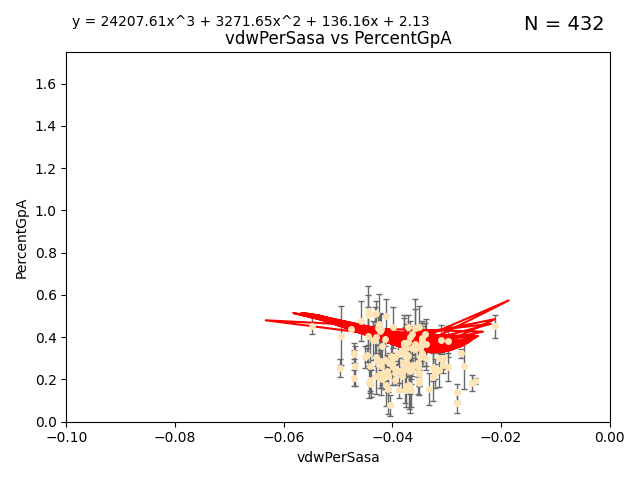 y = 24207.61x^3 + 3271.65x^2 + 136.16x + 2.13
N = 432
vdwPerSasa vs PercentGpA
PercentGpA
1.6
1.4
1.2
1.0
0.8
0.6
0.4
0.2
0.0
−0.10 −0.08 −0.06 −0.04 −0.02 0.00
vdwPerSasa